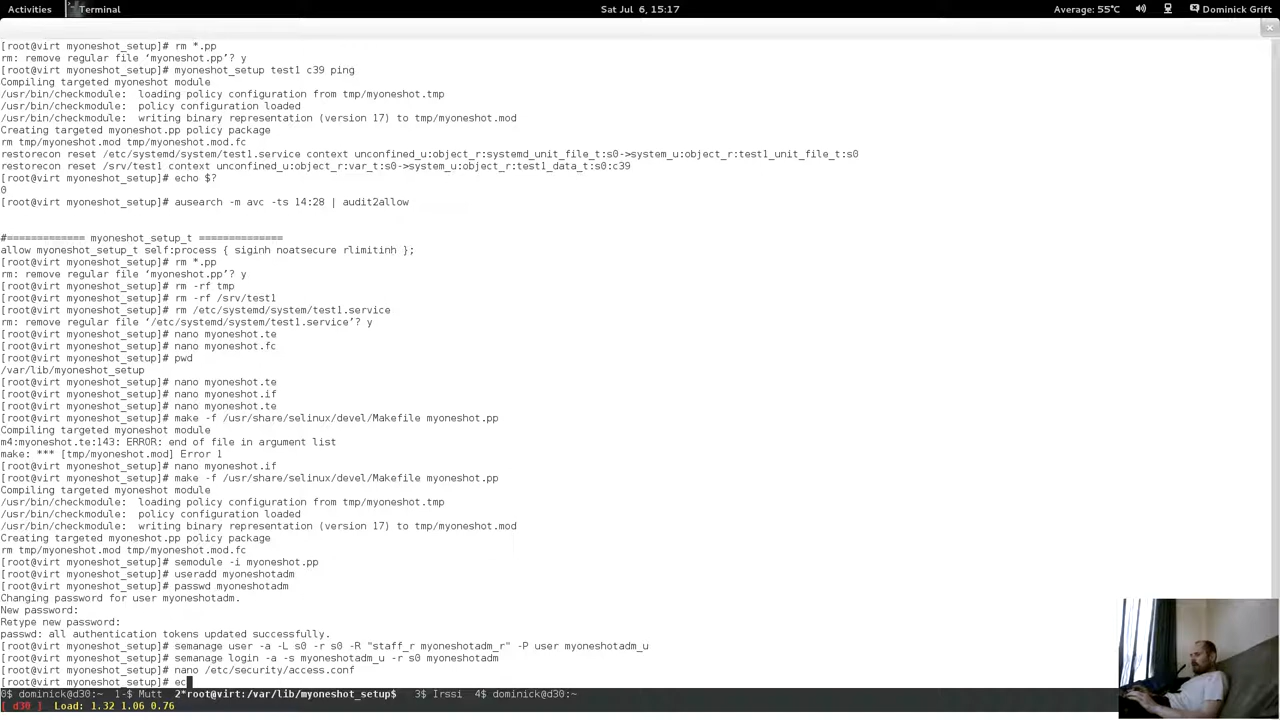 Activities Terminal Sat Jul 6, 15:17 Average: 55°C Dominick Grift
[root@virt myoneshot_setup]# rm *.pp
rm: remove regular file ‘myoneshot.pp’? y
[root@virt myoneshot_setup]# myoneshot_setup test1 c39 ping
Compiling targeted myoneshot module
/usr/bin/checkmodule:  loading policy configuration from tmp/myoneshot.tmp
/usr/bin/checkmodule:  policy configuration loaded
/usr/bin/checkmodule:  writing binary representation (version 17) to tmp/myoneshot.mod
Creating targeted myoneshot.pp policy package
rm tmp/myoneshot.mod tmp/myoneshot.mod.fc
restorecon reset /etc/systemd/system/test1.service context unconfined_u:object_r:systemd_unit_file_t:s0->system_u:object_r:test1_unit_file_t:s0
restorecon reset /srv/test1 context unconfined_u:object_r:var_t:s0->system_u:object_r:test1_data_t:s0:c39
[root@virt myoneshot_setup]# echo $?
0
[root@virt myoneshot_setup]# ausearch -m avc -ts 14:28 | audit2allow
#============= myoneshot_setup_t ==============
allow myoneshot_setup_t self:process { siginh noatsecure rlimitinh };
[root@virt myoneshot_setup]# rm *.pp
rm: remove regular file ‘myoneshot.pp’? y
[root@virt myoneshot_setup]# rm -rf tmp
[root@virt myoneshot_setup]# rm -rf /srv/test1
[root@virt myoneshot_setup]# rm /etc/systemd/system/test1.service
rm: remove regular file ‘/etc/systemd/system/test1.service’? y
[root@virt myoneshot_setup]# nano myoneshot.te
[root@virt myoneshot_setup]# nano myoneshot.fc
[root@virt myoneshot_setup]# pwd
/var/lib/myoneshot_setup
[root@virt myoneshot_setup]# nano myoneshot.te
[root@virt myoneshot_setup]# nano myoneshot.if
[root@virt myoneshot_setup]# nano myoneshot.te
[root@virt myoneshot_setup]# make -f /usr/share/selinux/devel/Makefile myoneshot.pp
Compiling targeted myoneshot module
m4:myoneshot.te:143: ERROR: end of file in argument list
make: *** [tmp/myoneshot.mod] Error 1
[root@virt myoneshot_setup]# nano myoneshot.if
[root@virt myoneshot_setup]# make -f /usr/share/selinux/devel/Makefile myoneshot.pp
Compiling targeted myoneshot module
/usr/bin/checkmodule:  loading policy configuration from tmp/myoneshot.tmp
/usr/bin/checkmodule:  policy configuration loaded
/usr/bin/checkmodule:  writing binary representation (version 17) to tmp/myoneshot.mod
Creating targeted myoneshot.pp policy package
rm tmp/myoneshot.mod tmp/myoneshot.mod.fc
[root@virt myoneshot_setup]# semodule -i myoneshot.pp
[root@virt myoneshot_setup]# useradd myoneshotadm
[root@virt myoneshot_setup]# passwd myoneshotadm
Changing password for user myoneshotadm.
New password:
Retype new password:
passwd: all authentication tokens updated successfully.
[root@virt myoneshot_setup]# semanage user -a -L s0 -r s0 -R "staff_r myoneshotadm_r" -P user myoneshotadm_u
[root@virt myoneshot_setup]# semanage login -a -s myoneshotadm_u -r s0 myoneshotadm
[root@virt myoneshot_setup]# nano /etc/security/access.conf
[root@virt myoneshot_setup]# ec
0$ dominick@d30:~  1-$ Mutt  2*root@virt:/var/lib/myoneshot_setup$  3$ Irssi  4$ dominick@d30:~
[ d30] Load: 1.32 1.06 0.76